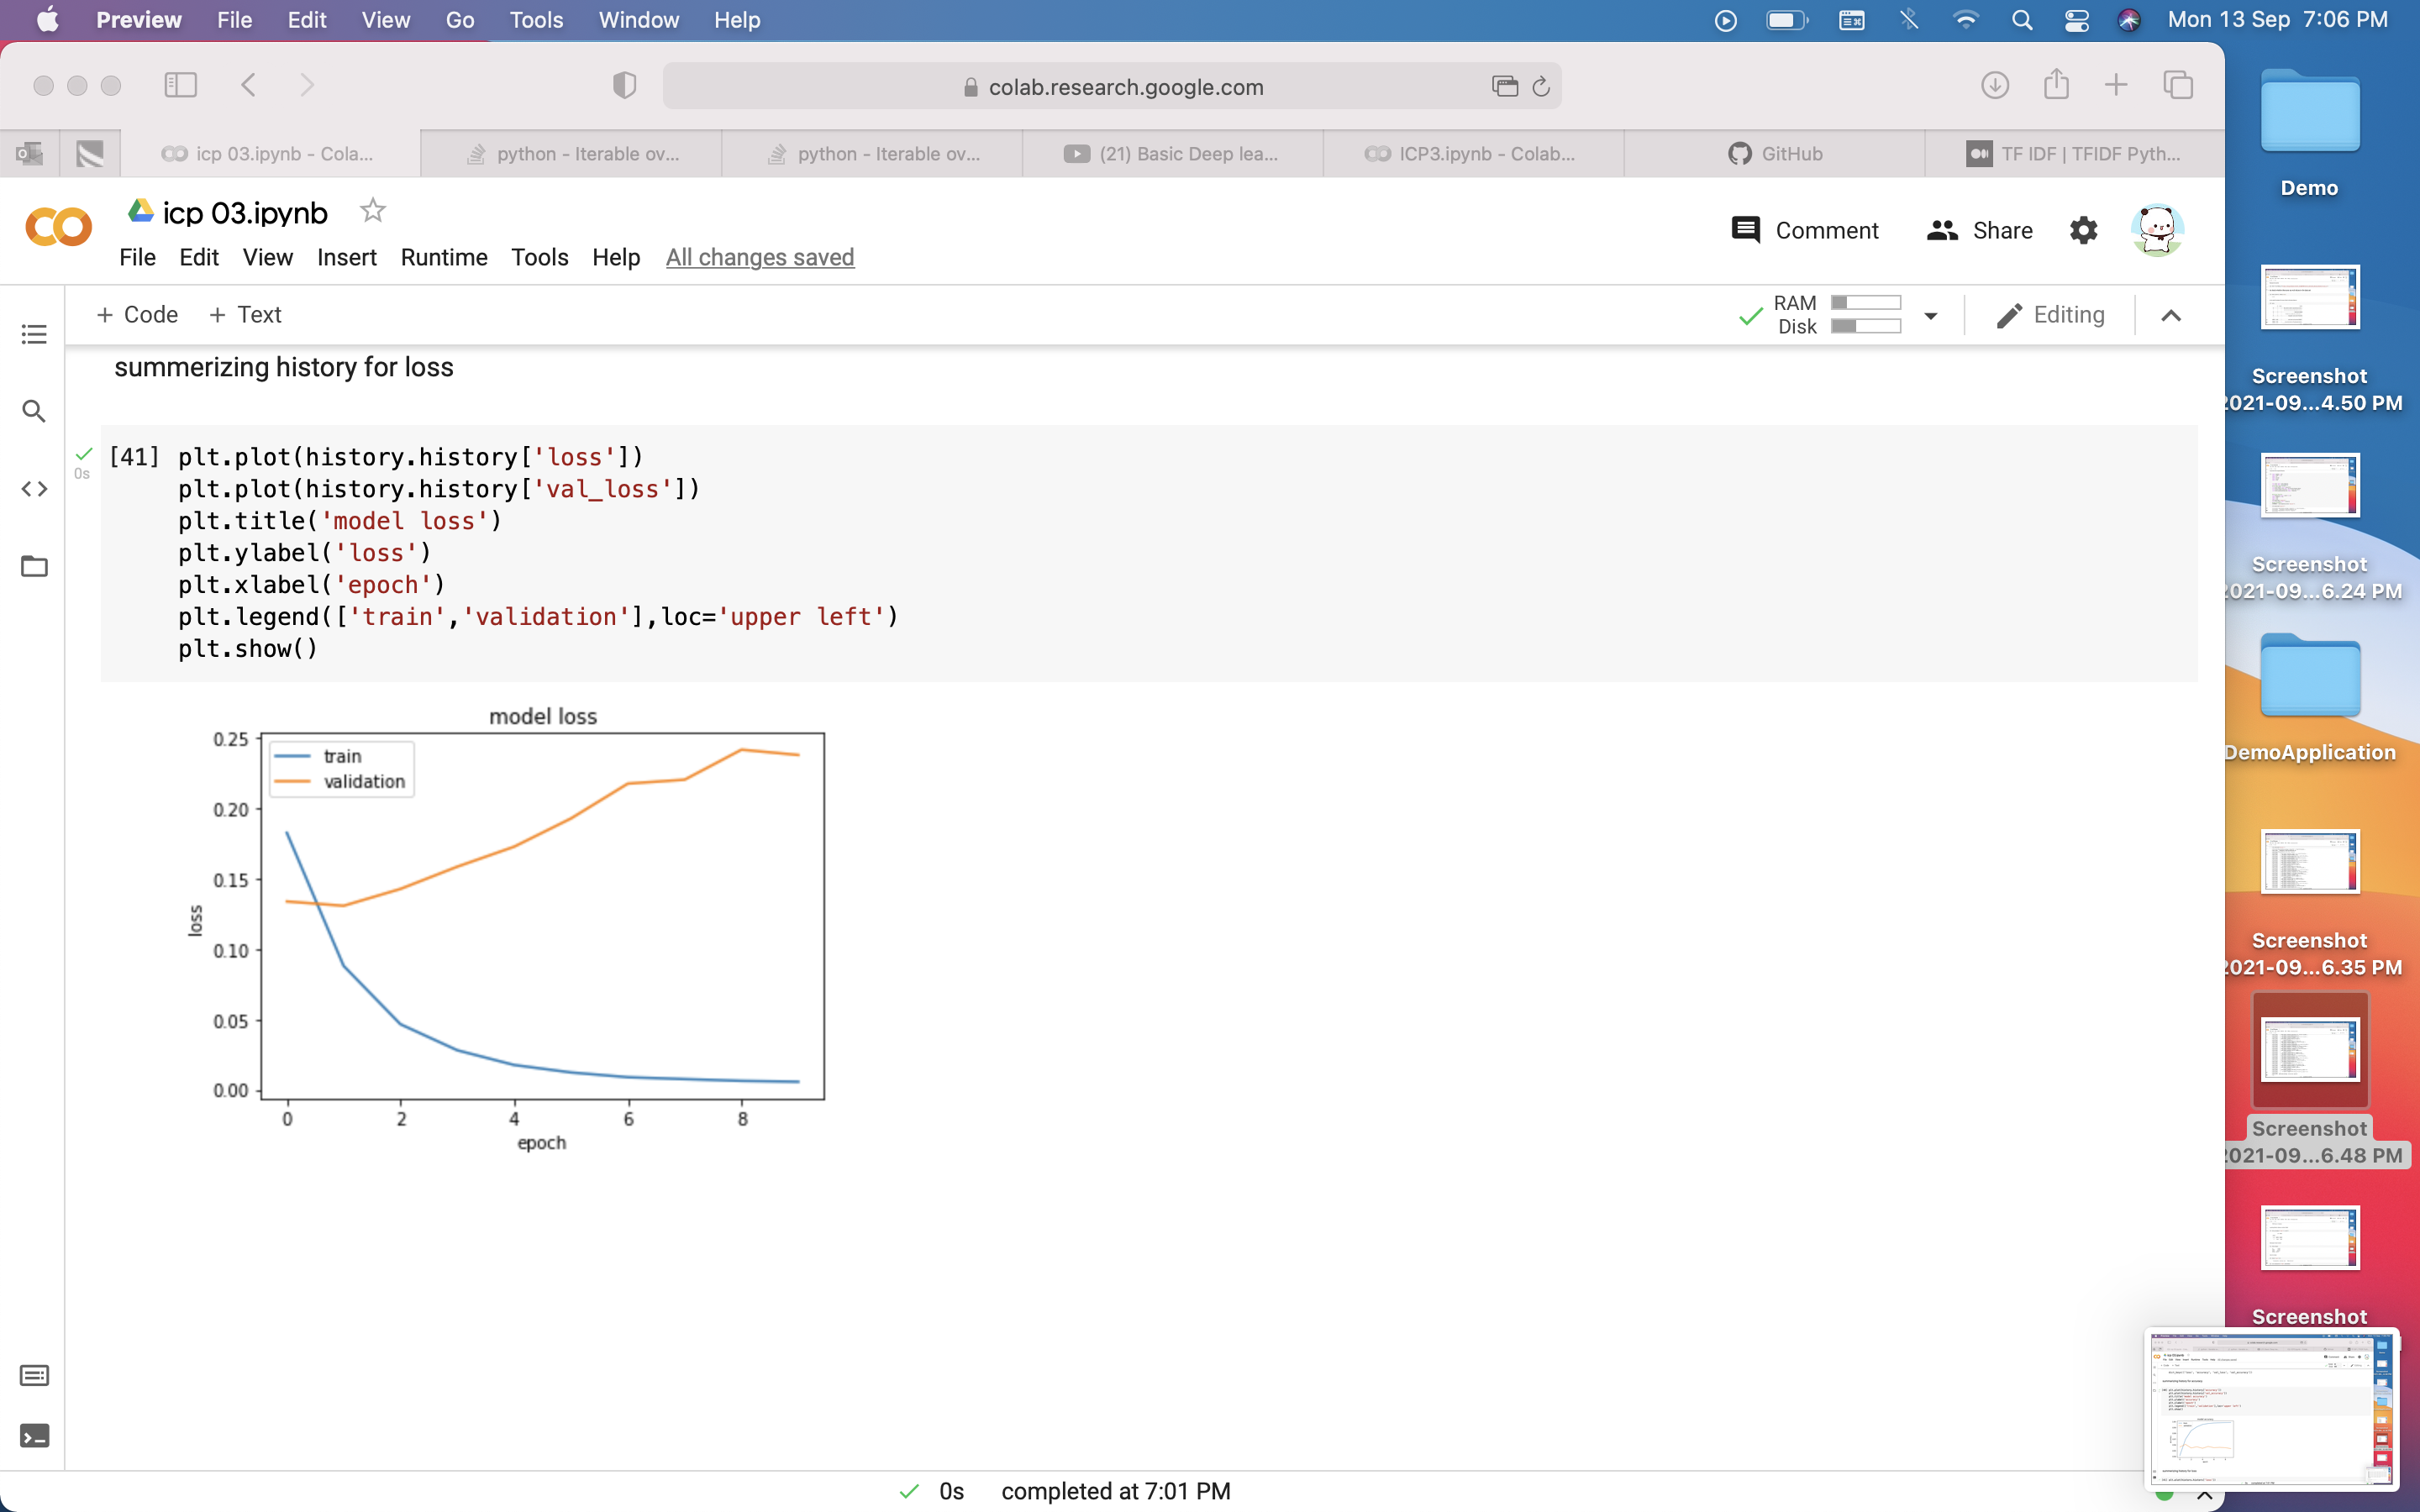 Preview File Edit View Go Tools Window Help
Mon 13 Sep 7:06 PM
colab.research.google.com
icp 03.ipynb - Cola...
python - Iterable ov...
python - Iterable ov...
(21) Basic Deep lea...
ICP3.ipynb - Colab...
GitHub
TF IDF | TFIDF Pyth...
icp 03.ipynb
Comment
Share
File Edit View Insert Runtime Tools Help All changes saved
+ Code + Text
RAM
Disk
Editing
summerizing history for loss
[41] plt.plot(history.history['loss'])
0s
plt.plot(history.history['val_loss'])
plt.title('model loss')
plt.ylabel('loss')
plt.xlabel('epoch')
plt.legend(['train','validation'],loc='upper left')
plt.show()
model loss
train
validation
0.25
0.20
0.15
0.10
0.05
0.00
loss
0 2 4 6 8
epoch
0s completed at 7:01 PM
Demo
Screenshot
2021-09...4.50 PM
Screenshot
2021-09...6.24 PM
DemoApplication
Screenshot
2021-09...6.35 PM
Screenshot
2021-09...6.48 PM
Screenshot